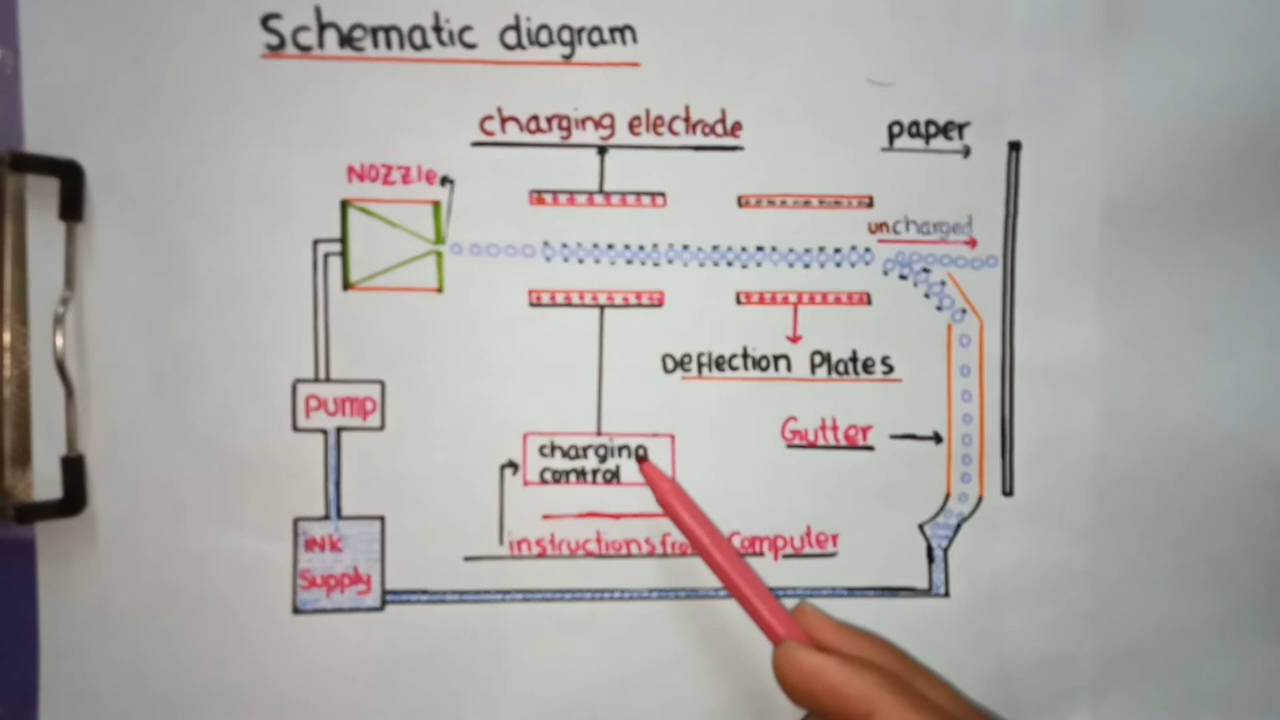 Schematic diagram
charging electrode
paper
Nozzle
uncharged
Deflection Plates
Pump
Gutter
charging
control
instructions from Computer
ink
Supply